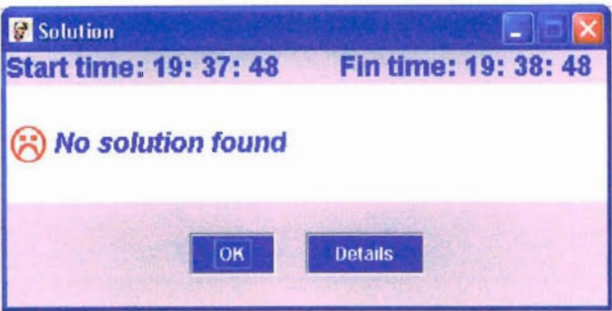 Solution
Start time: 19: 37: 48 Fin time: 19: 38: 48
No solution found
OK Details